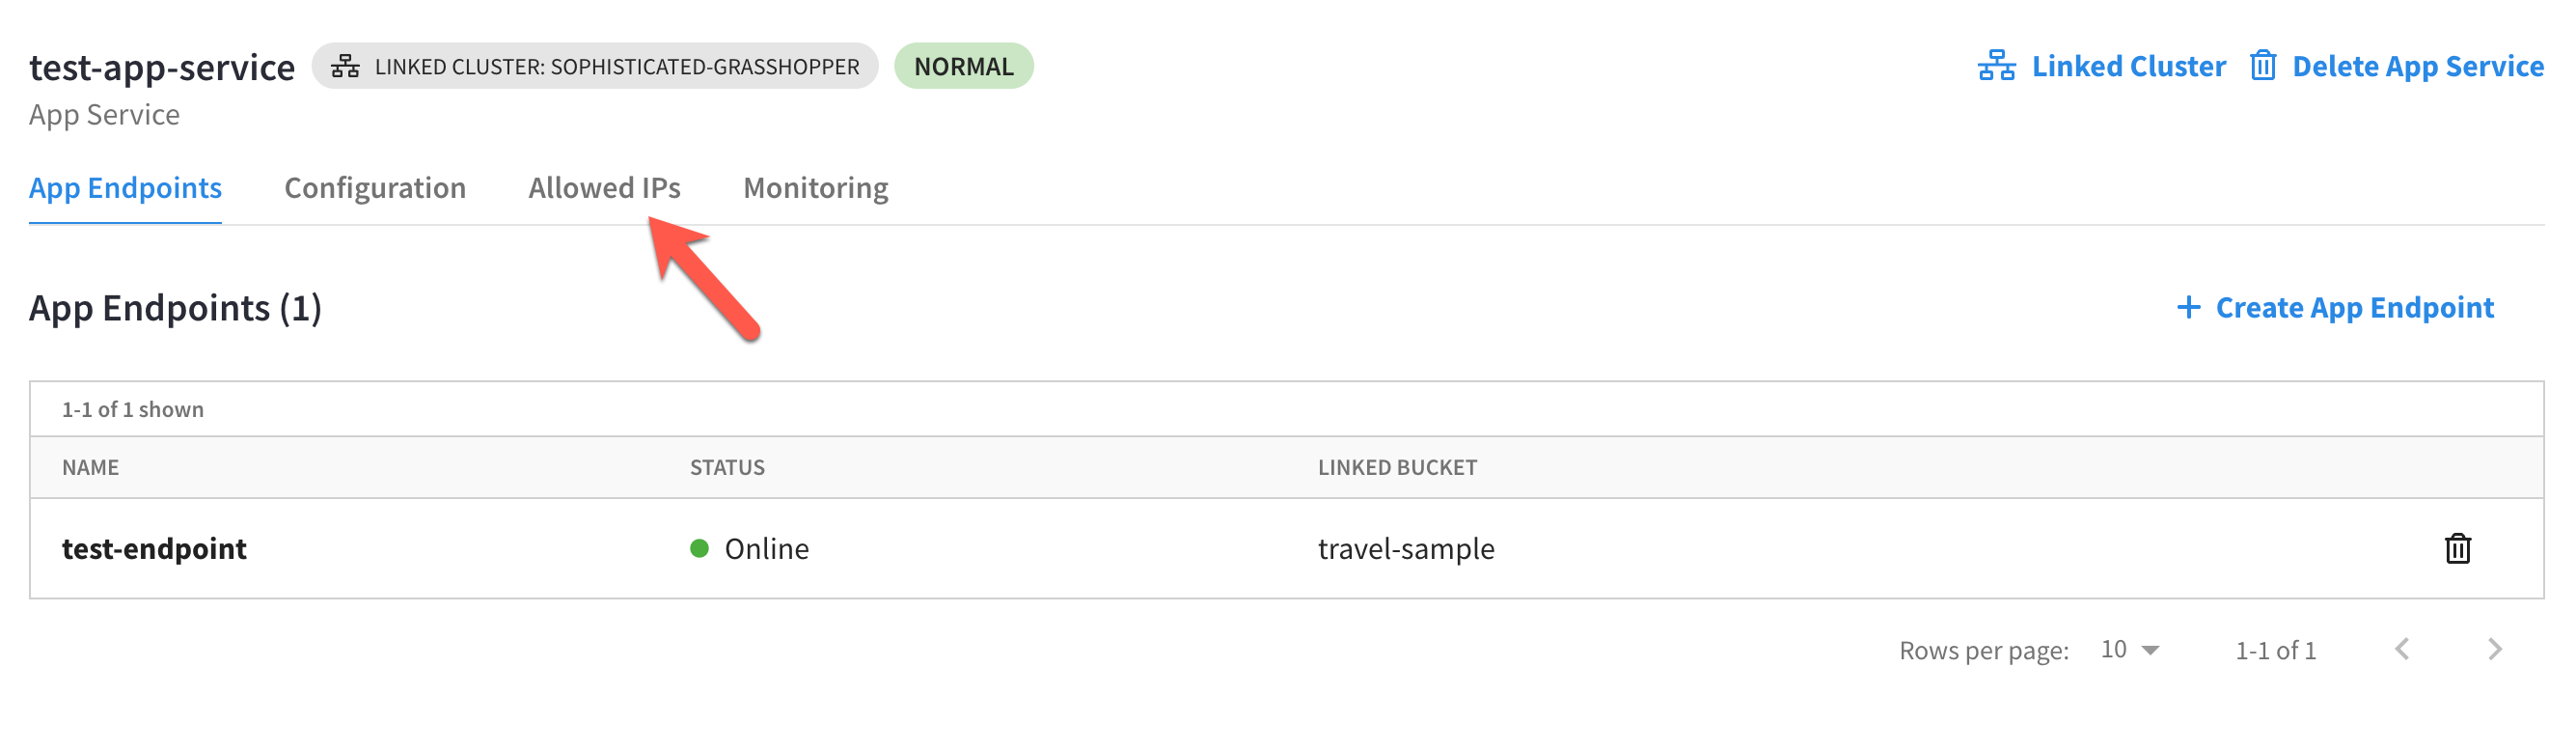 test-app-service LINKED CLUSTER: SOPHISTICATED-GRASSHOPPER NORMAL Linked Cluster Delete App Service
App Service
App Endpoints Configuration Allowed IPs Monitoring
App Endpoints (1) + Create App Endpoint
1-1 of 1 shown
NAME STATUS LINKED BUCKET
test-endpoint Online travel-sample
Rows per page: 10 1-1 of 1